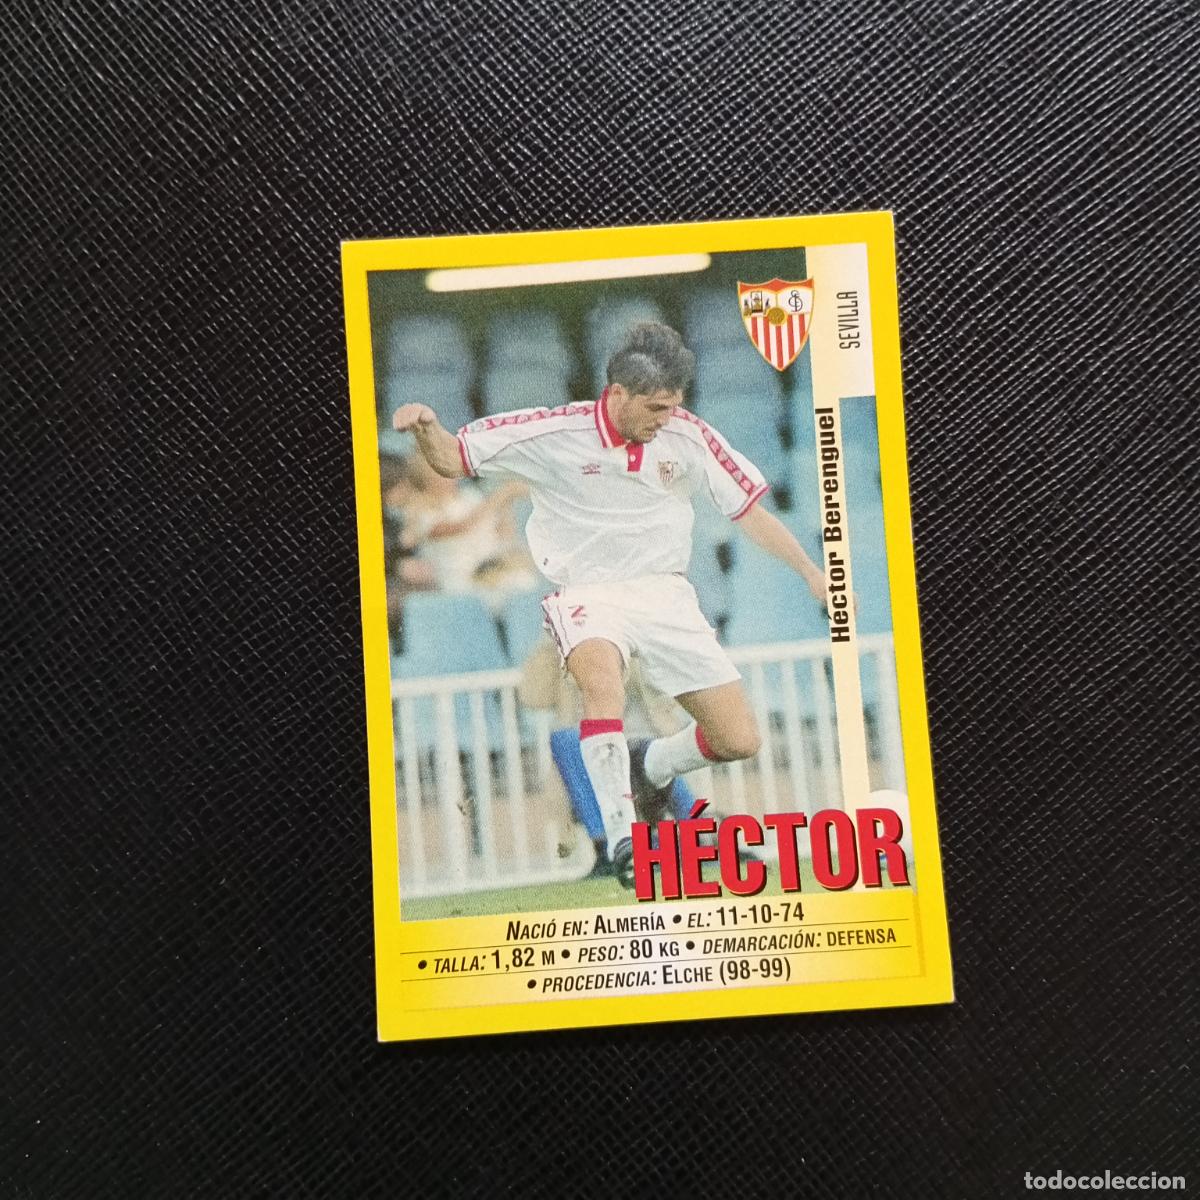 SEVILLA
Héctor Berenguel
HÉCTOR
NACIÓ EN: ALMERÍA • EL: 11-10-74
• TALLA: 1,82 M • PESO: 80 KG • DEMARCACIÓN: DEFENSA
• PROCEDENCIA: ELCHE (98-99)
todocoleccion